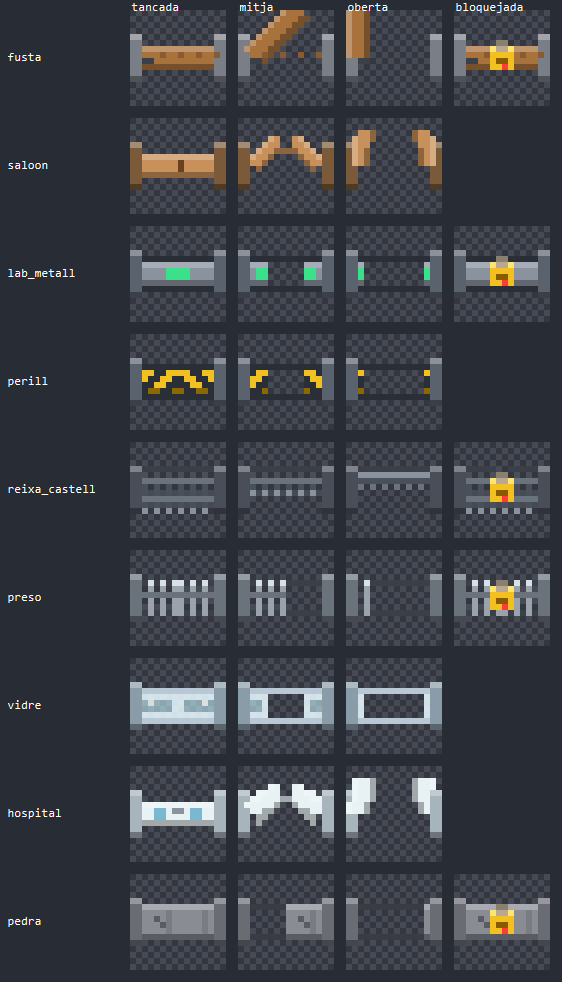 tancada mitja oberta bloquejada
fusta
saloon
lab_metall
perill
reixa_castell
preso
vidre
hospital
pedra